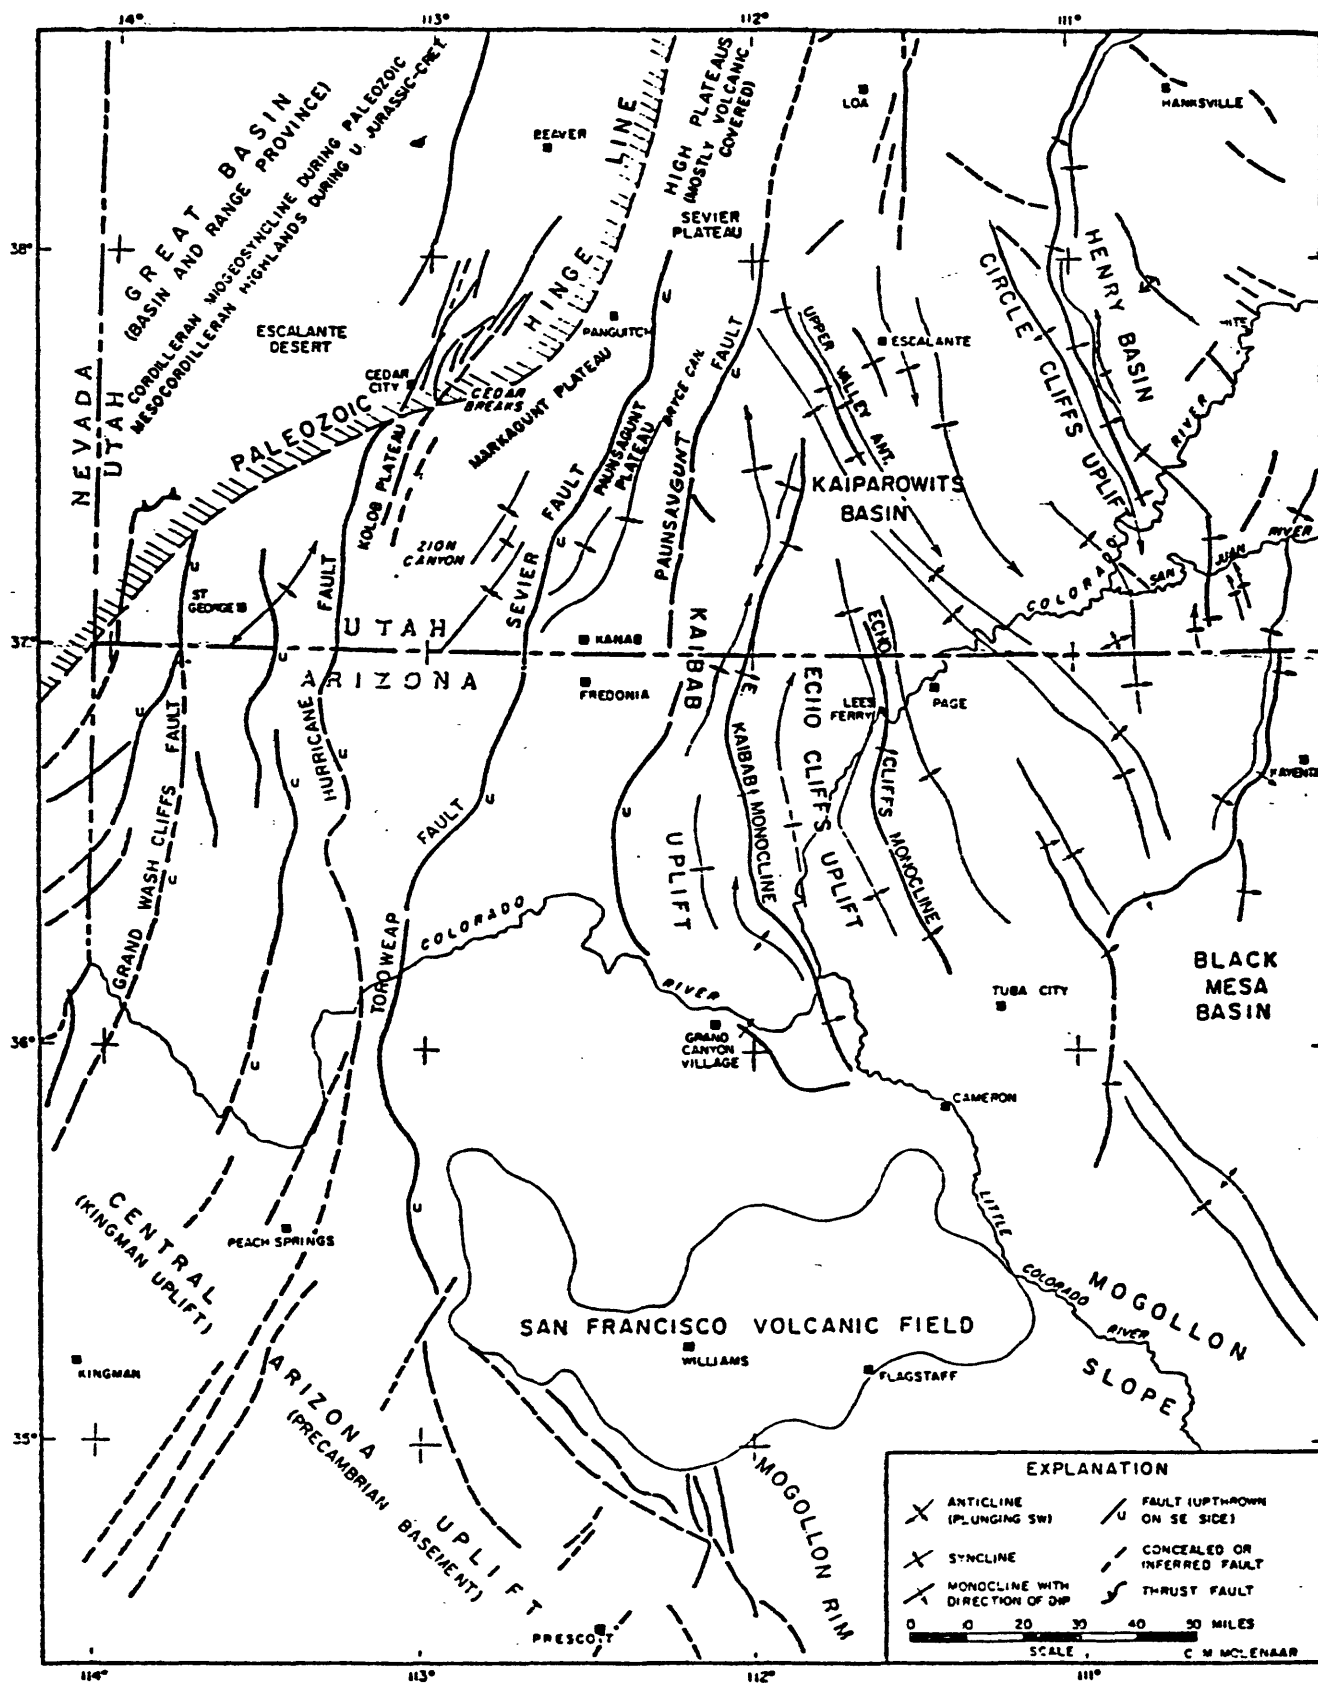 14° 113° 112° 111°
GREAT BASIN
(BASIN AND RANGE PROVINCE)
CORDILLERAN MIOGEOSYNCLINE DURING PALEOZOIC
MESOCORDILLERAN HIGHLANDS DURING U. JURASSIC-CRET.
BEAVER
HIGH PLATEAUS
(MOSTLY VOLCANIC
COVERED)
LOA
HANKSVILLE
SEVIER
PLATEAU
38°
PALEOZOIC HINGE LINE
ESCALANTE
DESERT
PANGUITCH
CEDAR
CITY
CEDAR
BREAKS
MARKAGUNT PLATEAU
PAUNSAGUNT
PLATEAU
BRYCE CAN.
UPPER VALLEY ANT.
ESCALANTE
CIRCLE CLIFFS UPLIFT
HENRY BASIN
NEVADA
UTAH
KOLOB PLATEAU
ZION
CANYON
SEVIER FAULT
PAUNSAVGUNT FAULT
KAIPAROWITS
BASIN
COLORADO RIVER
SAN JUAN RIVER
ST
GEORGE
37°
UTAH
ARIZONA
KANAB
FREDONIA
KAIBAB UPLIFT
KAIBAB MONOCLINE
E.
ECHO CLIFFS UPLIFT
ECHO CLIFFS MONOCLINE
LEES
FERRY
PAGE
GRAND WASH CLIFFS FAULT
HURRICANE FAULT
TOROWEAP FAULT
COLORADO RIVER
BLACK
MESA
BASIN
TUBA CITY
36°
GRAND
CANYON
VILLAGE
CAMERON
LITTLE COLORADO RIVER
CENTRAL ARIZONA UPLIFT
(KINGMAN UPLIFT)
(PRECAMBRIAN BASEMENT)
PEACH SPRINGS
KINGMAN
SAN FRANCISCO VOLCANIC FIELD
WILLIAMS
FLAGSTAFF
MOGOLLON
SLOPE
35°
MOGOLLON RIM
PRESCOTT
EXPLANATION
ANTICLINE
(PLUNGING SW)
SYNCLINE
MONOCLINE WITH
DIRECTION OF DIP
U
FAULT (UPTHROWN
ON SE SIDE)
CONCEALED OR
INFERRED FAULT
THRUST FAULT
0 10 20 30 40 50 MILES
SCALE
C M MOLENAAR
114° 113° 112° 111°